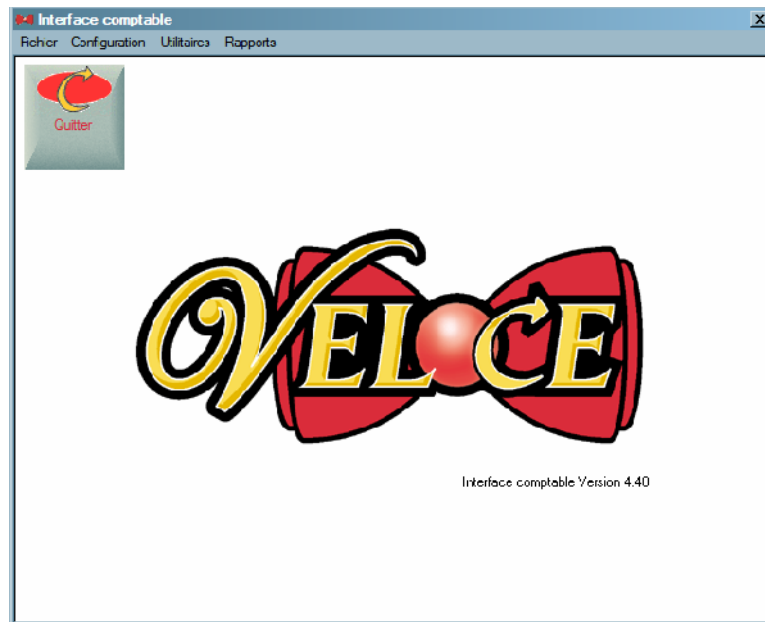 Interface comptable
Fichier Configuration Utilitaires Rapports
Quitter
VELOCE
Interface comptable Version 4.40